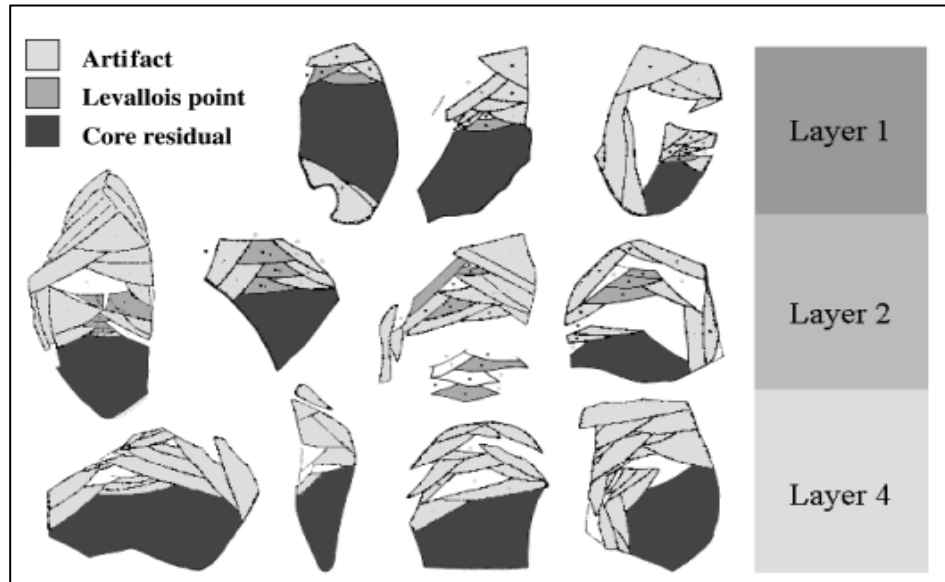 Artifact
Levallois point
Core residual
Layer 1
Layer 2
Layer 4